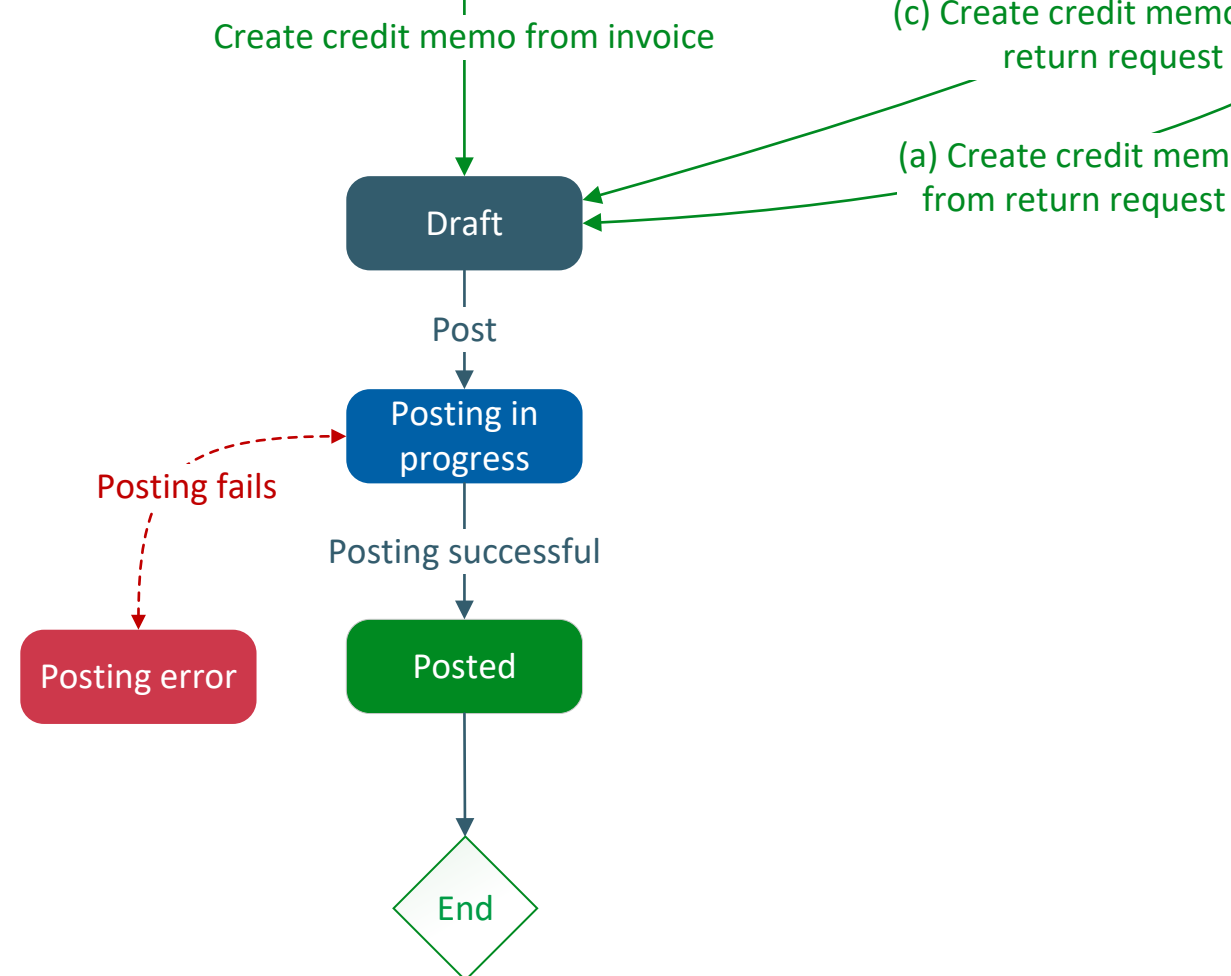 Create credit memo from invoice
(c) Create credit memo
return request
(a) Create credit mem
from return request
Draft
Post
Posting in
progress
Posting fails
Posting successful
Posting error
Posted
End